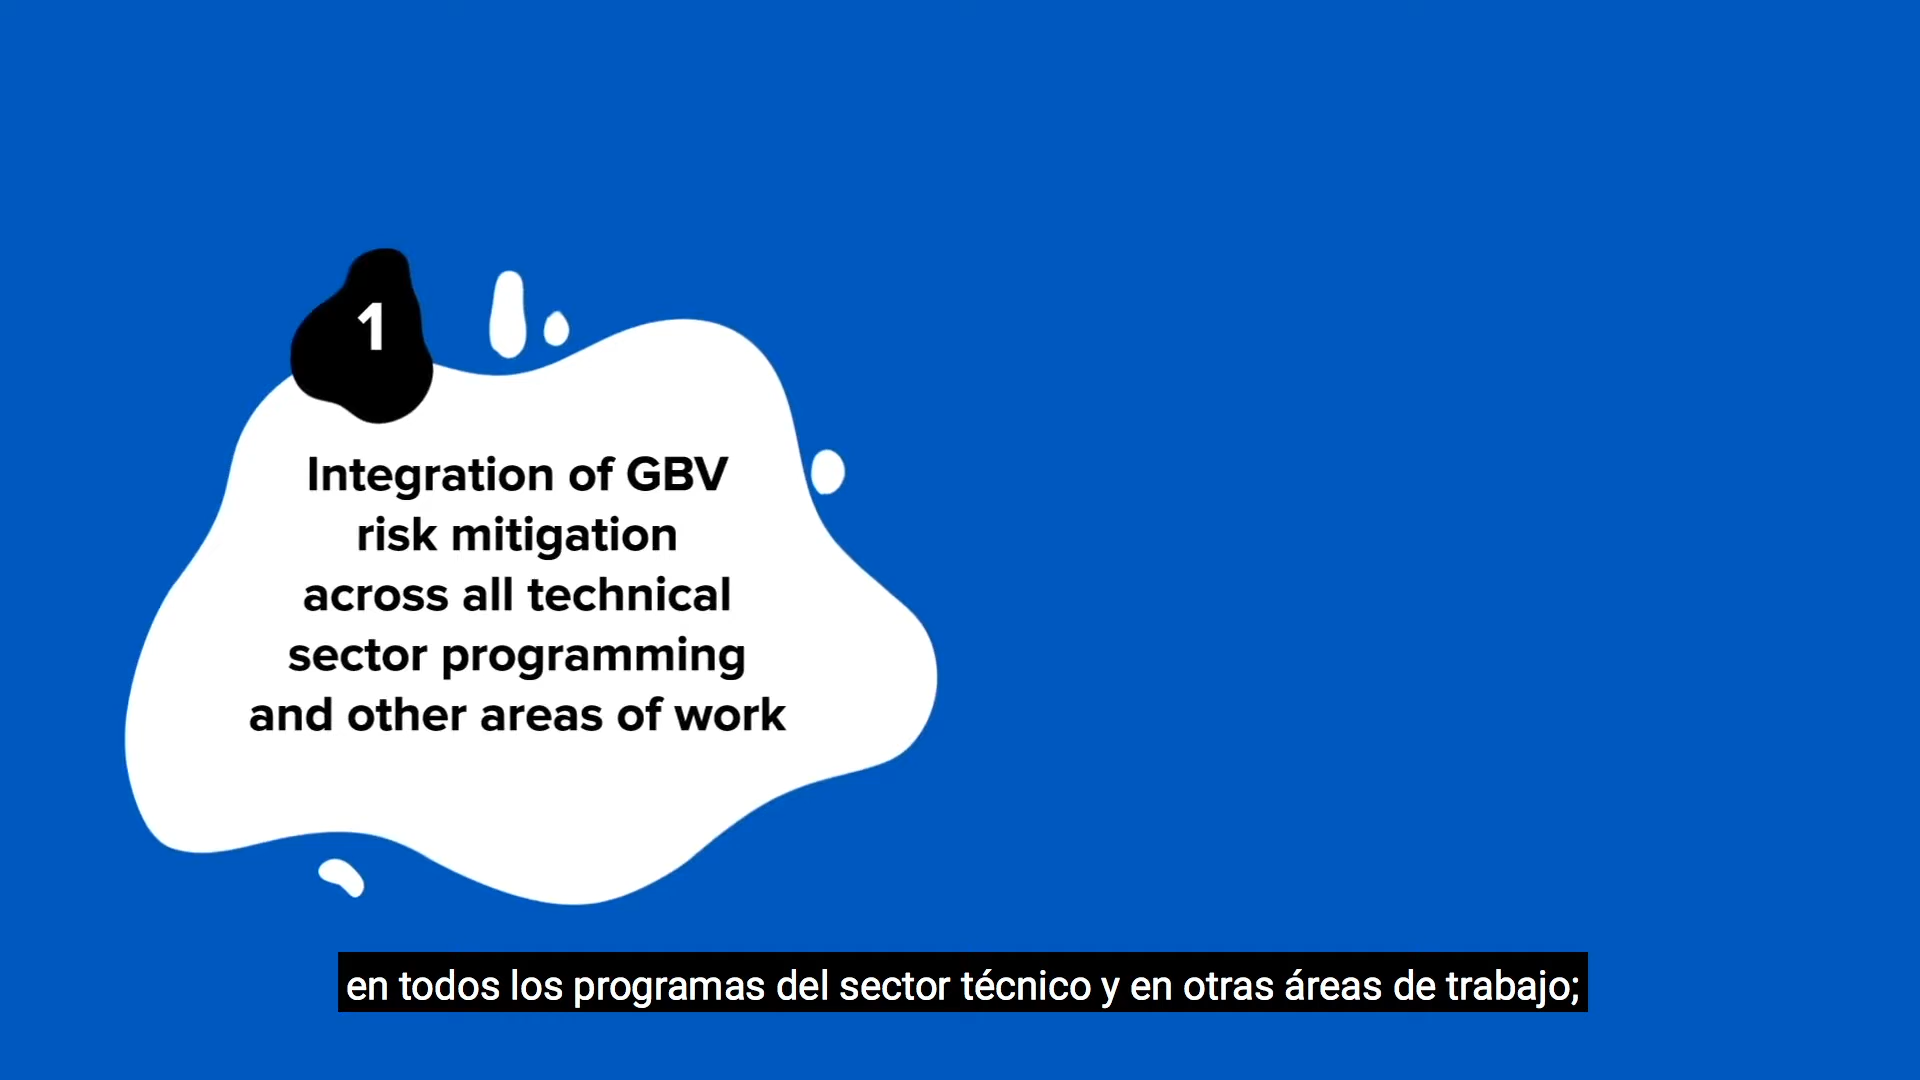 1
Integration of GBV
risk mitigation
across all technical
sector programming
and other areas of work
en todos los programas del sector técnico y en otras áreas de trabajo;